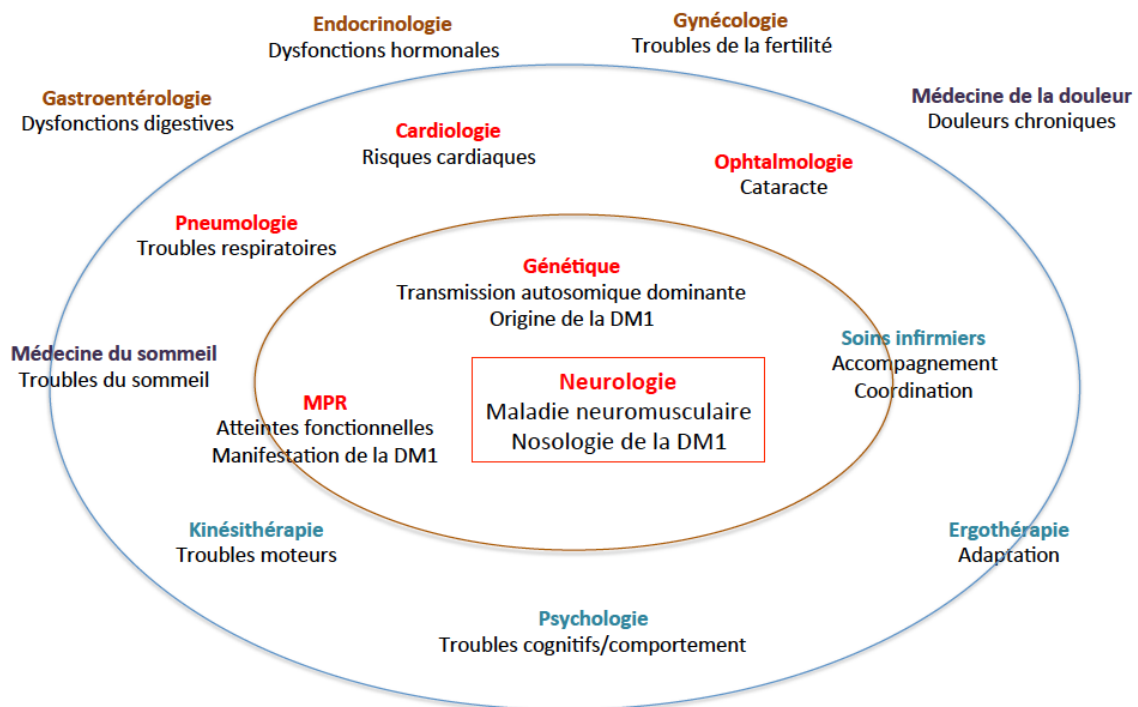 Endocrinologie
Dysfonctions hormonales
Gynécologie
Troubles de la fertilité
Gastroentérologie
Dysfonctions digestives
Médecine de la douleur
Douleurs chroniques
Cardiologie
Risques cardiaques
Ophtalmologie
Cataracte
Pneumologie
Troubles respiratoires
Génétique
Transmission autosomique dominante
Origine de la DM1
Médecine du sommeil
Troubles du sommeil
Soins infirmiers
Accompagnement
Coordination
Neurologie
Maladie neuromusculaire
Nosologie de la DM1
MPR
Atteintes fonctionnelles
Manifestation de la DM1
Kinésithérapie
Troubles moteurs
Ergothérapie
Adaptation
Psychologie
Troubles cognitifs/comportement